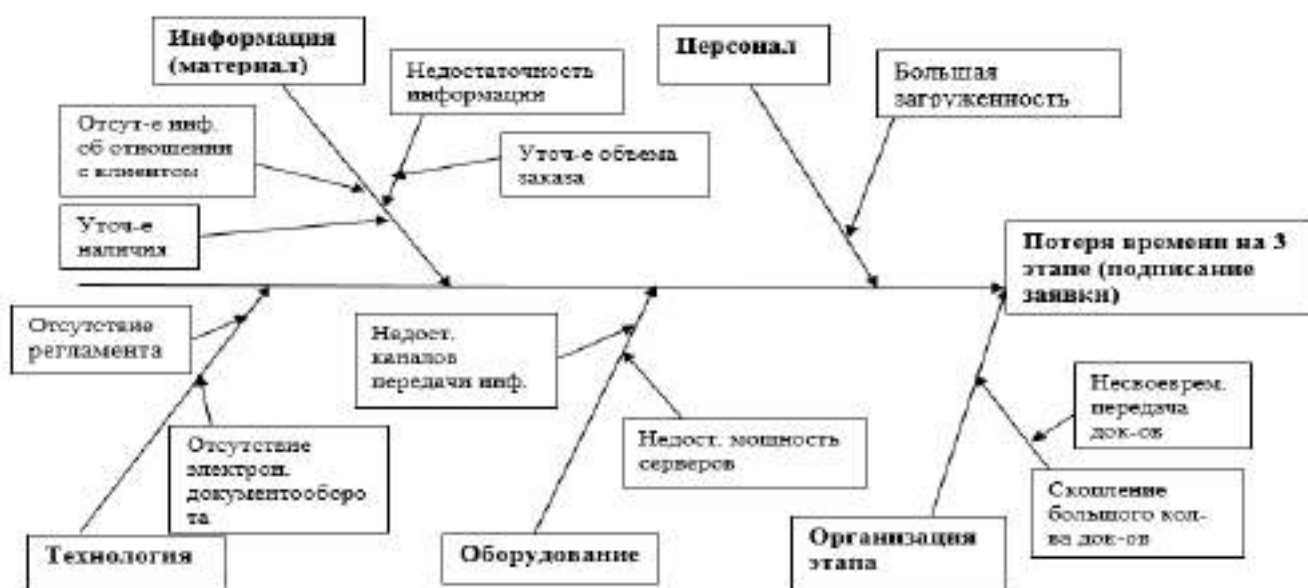 Информация
(материал)
Персонал
Недостаточность
информации
Большая
загруженность
Отсут-е инф.
об отношении
с клиентом
Уточ-е объема
заказа
Уточ-е
наличия
Потеря времени на 3
этапе (подписание
заявки)
Отсутствие
регламента
Недост.
каналов
передачи инф.
Несвоеврем.
передача
док-ов
Отсутствие
электрон.
документооборо
та
Недост. мощность
серверов
Скопление
большого кол-
ва док-ов
Технология
Оборудование
Организация
этапа